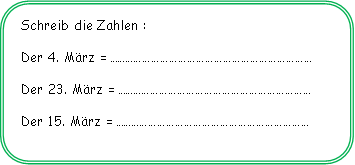 Schreib die Zahlen :
Der 4. März = ......................................................................
Der 23. März = ...................................................................
Der 15. März = ...................................................................